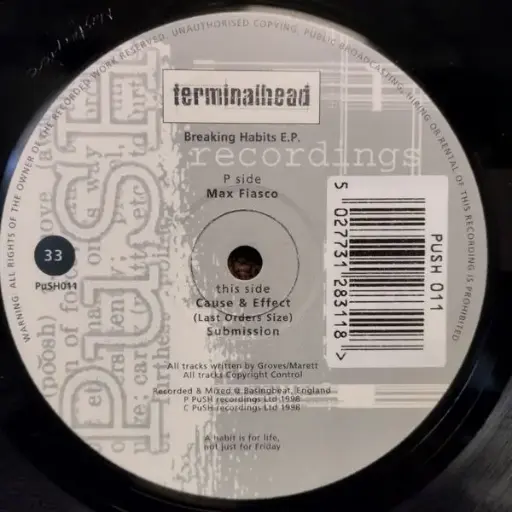 WARNING: ALL RIGHTS OF THE OWNER OF THE RECORDED WORK RESERVED. UNAUTHORISED COPYING, PUBLIC BROADCASTING, HIRING OR RENTAL OF THIS RECORDING IS PROHIBITED
terminalhead
Breaking Habits E.P.
recordings
P side
Max Fiasco
33
PuSH011
PuSH
(poosh)
this side
Cause & Effect
(Last Orders Size)
Submission
PUSH 011
5 027731 283118 >
All tracks written by Groves/Marett
All tracks Copyright Control
Recorded & Mixed @ Basingbeat, England
P PuSH recordings Ltd 1998
C PuSH recordings Ltd 1998
A habit is for life,
not just for Friday